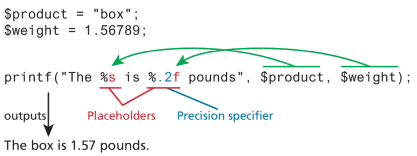 $product = "box";
$weight = 1.56789;
printf("The %s is %.2f pounds", $product, $weight);
outputs
Placeholders
Precision specifier
The box is 1.57 pounds.